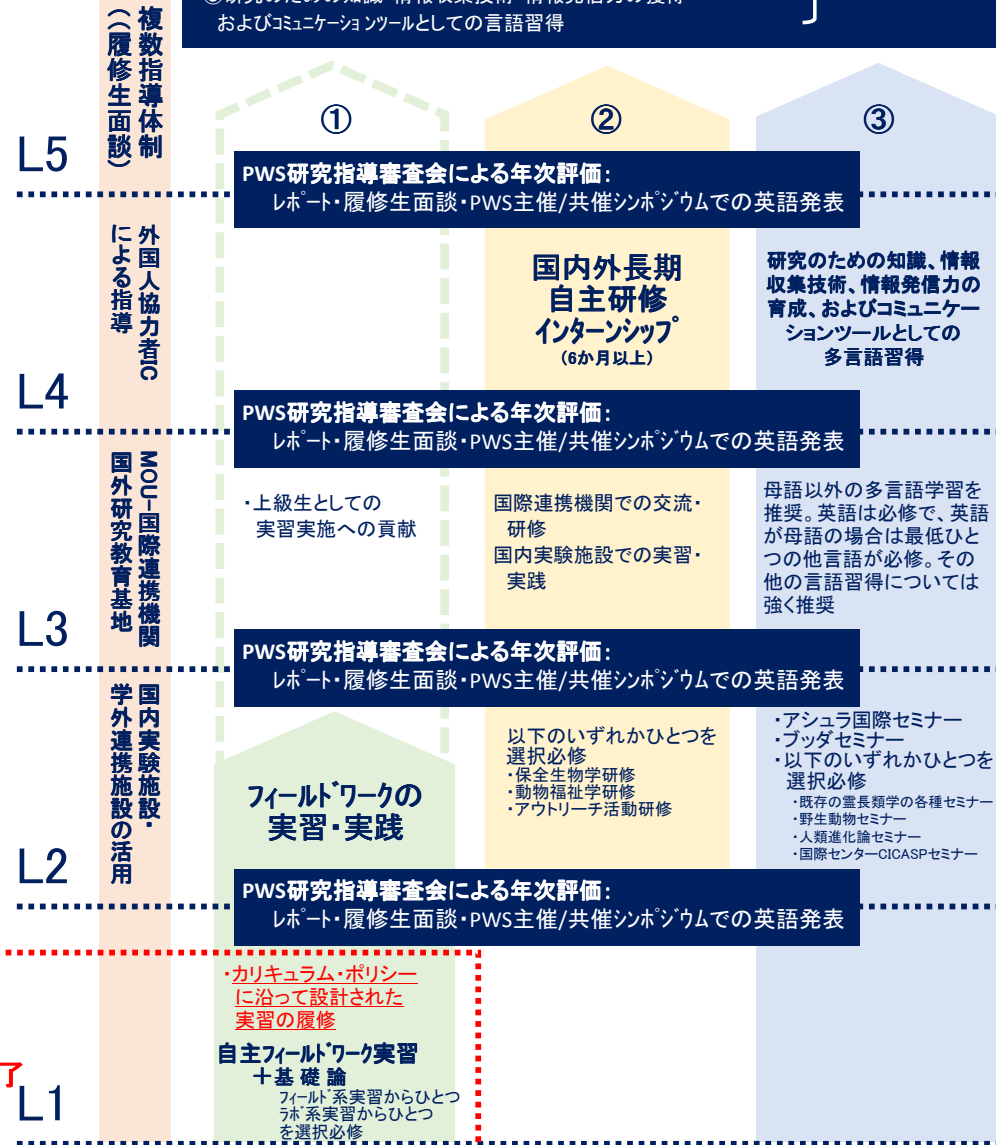 ③研究のための知識・情報収集技術・情報発信力の獲得
およびコミュニケーションツールとしての言語習得
複数指導体制
(（履修生面談）
①
②
③
L5
PWS研究指導審査会による年次評価：
レポート・履修生面談・PWS主催/共催シンポジウムでの英語発表
外国人協力者IC
による指導
国内外長期
自主研修
インターンシップ
(6か月以上)
研究のための知識、情報
収集技術、情報発信力の
育成、およびコミュニケー
ションツールとしての
多言語習得
L4
PWS研究指導審査会による年次評価：
レポート・履修生面談・PWS主催/共催シンポジウムでの英語発表
MOU-国際連携機関
国外研究教育基地
・上級生としての
実習実施への貢献
国際連携機関での交流・
研修
国内実験施設での実習・
実践
母語以外の多言語学習を
推奨。英語は必修で、英語
が母語の場合は最低ひと
つの他言語が必修。その
他の言語習得については
強く推奨
L3
PWS研究指導審査会による年次評価：
レポート・履修生面談・PWS主催/共催シンポジウムでの英語発表
国内実験施設・
学外連携施設の活用
フィールドワークの
実習・実践
以下のいずれかひとつを
選択必修
・保全生物学研修
・動物福祉学研修
・アウトリーチ活動研修
・アシュラ国際セミナー
・ブッダセミナー
・以下のいずれかひとつを
選択必修
・既存の霊長類学の各種セミナー
・野生動物セミナー
・人類進化論セミナー
・国際センターCICASPセミナー
L2
PWS研究指導審査会による年次評価：
レポート・履修生面談・PWS主催/共催シンポジウムでの英語発表
・カリキュラム・ポリシー
に沿って設計された
実習の履修
自主フィールドワーク実習
＋基礎論
フィールド系実習からひとつ
ラボ系実習からひとつ
を選択必修
了
L1